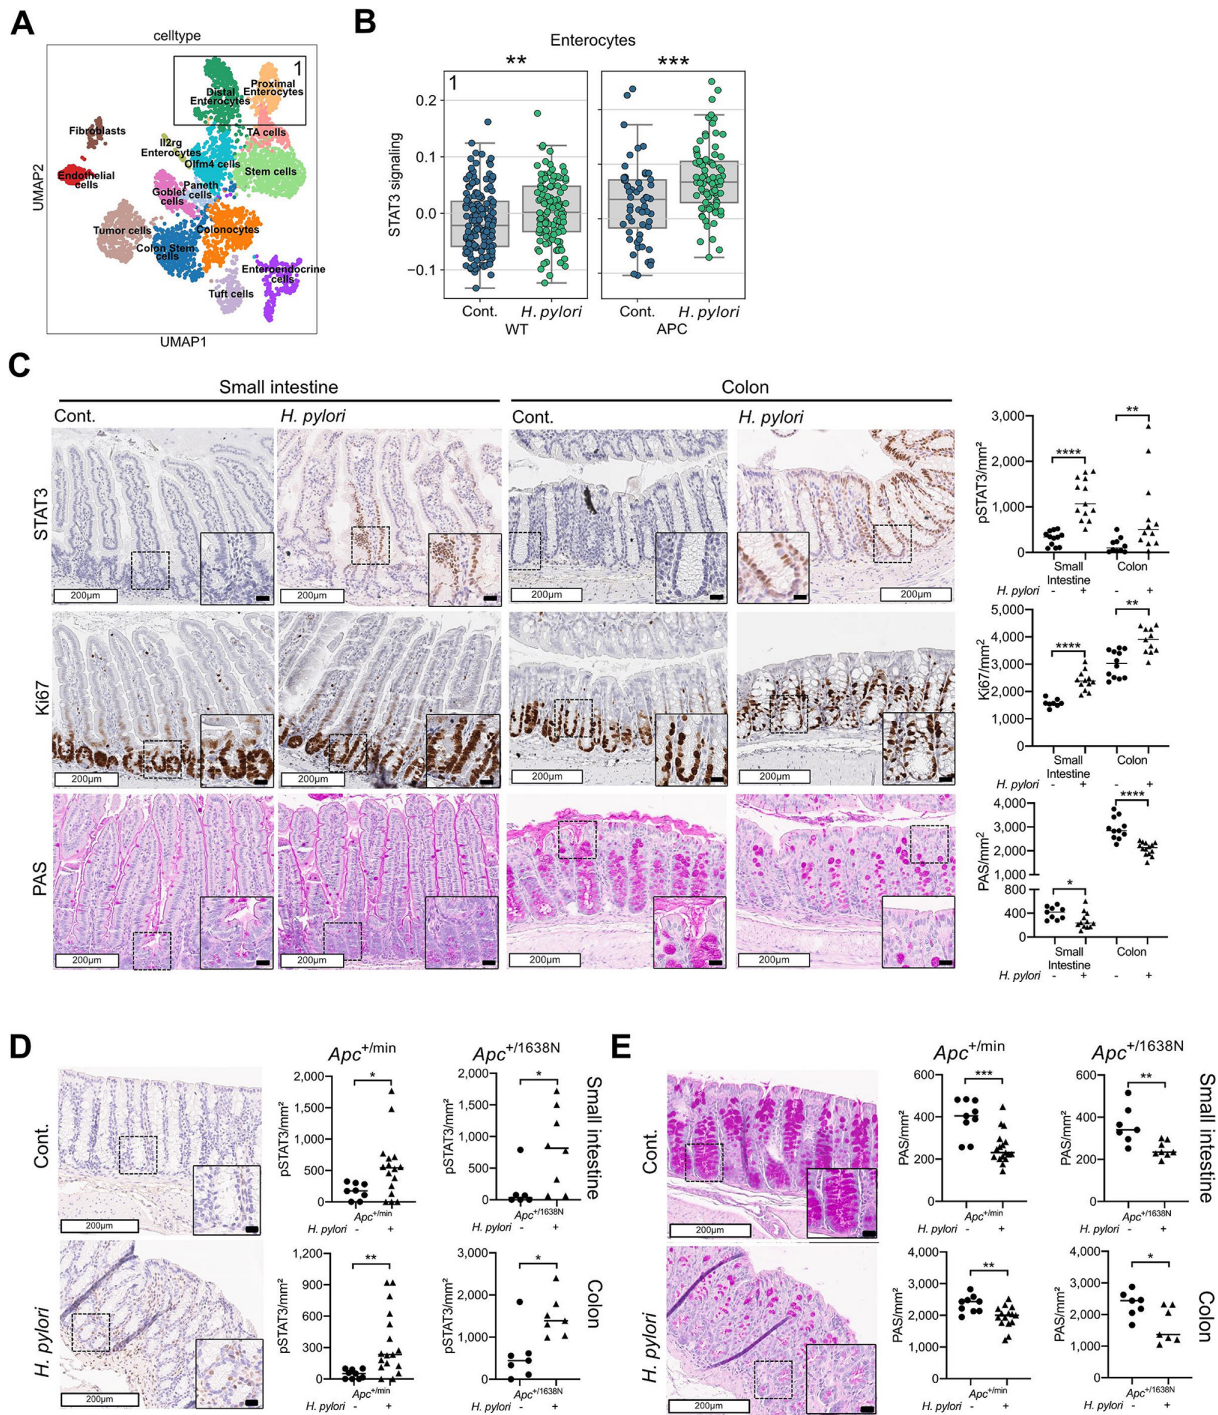 A
celltype
1
Distal
Enterocytes
Proximal
Enterocytes
Fibroblasts
TA cells
Il2rg
Enterocytes
Olfm4 cells
Endothelial
cells
Stem cells
Paneth
cells
Goblet
cells
Tumor cells
Colonocytes
Colon Stem
cells
Enteroendocrine
cells
Tuft cells
UMAP2
UMAP1
B
Enterocytes
**
***
1
STAT3 signaling
0.2
0.1
0.0
−0.1
Cont.
H. pylori
Cont.
H. pylori
WT
APC
C
Small intestine
Colon
Cont.
H. pylori
Cont.
H. pylori
STAT3
200µm
200µm
200µm
200µm
pSTAT3/mm²
3,000
2,000
1,000
0
****
**
Small
Intestine
Colon
H. pylori
-
+
-
+
Ki67
200µm
200µm
200µm
200µm
Ki67/mm²
5,000
4,000
3,000
2,000
1,000
0
****
**
Small
Intestine
Colon
H. pylori
-
+
-
+
PAS
200µm
200µm
200µm
200µm
PAS/mm²
4,000
3,000
2,000
1,000
800
400
0
*
****
Small
Intestine
Colon
H. pylori
-
+
-
+
D
Apc+/min
Apc+/1638N
Cont.
200µm
pSTAT3/mm²
2,000
1,500
1,000
500
0
*
Apc+/min
H. pylori
-
+
pSTAT3/mm²
2,000
1,500
1,000
500
0
*
Apc+/1638N
H. pylori
-
+
Small intestine
H. pylori
200µm
pSTAT3/mm²
1,200
900
600
300
0
**
Apc+/min
H. pylori
-
+
pSTAT3/mm²
3,000
2,000
1,000
0
*
Apc+/1638N
H. pylori
-
+
Colon
E
Apc+/min
Apc+/1638N
Cont.
200µm
PAS/mm²
600
400
200
0
***
Apc+/min
H. pylori
-
+
PAS/mm²
600
400
200
0
**
Apc+/1638N
H. pylori
-
+
Small intestine
H. pylori
200µm
PAS/mm²
4,000
3,000
2,000
1,000
0
**
Apc+/min
H. pylori
-
+
PAS/mm²
4,000
3,000
2,000
1,000
0
*
Apc+/1638N
H. pylori
-
+
Colon